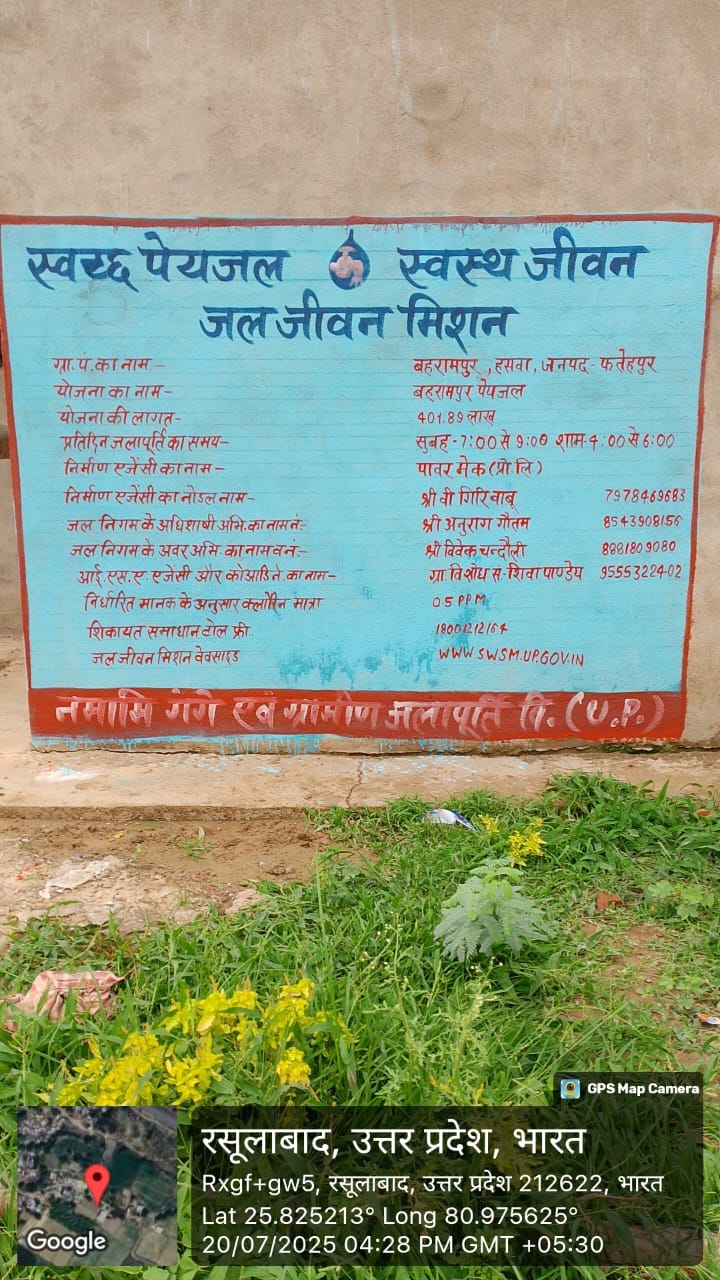 स्वच्छ पेयजल स्वस्थ जीवन
जल जीवन मिशन
ग्रा. पं. का नाम– बहरामपुर, हसवा, जनपद- फतेहपुर
योजना का नाम– बहरामपुर पेयजल
योजना की लागत- 401.89 लाख
प्रतिदिन जलापूर्ति का समय– सुबह - 7:00 से 9:00 शाम-4:00 से 6:00
निर्माण एजेंसी का नाम– पावर मेक (प्रो.लि)
निर्माण एजेंसी का नोडल नाम– श्री वी गिरि बाबू 7978469683
जल निगम के अधिशाषी अभि. का नाम नं:- श्री अनुराग गौतम 8543908156
जल निगम के अवर अभि. का नाम व नं:– श्री विवेक चन्दौली 8881809080
आई. एस. ए. एजेंसी और कोआर्डिने. का नाम– ग्रा. वि शोध सं. शिवा पाण्डेय 9555322402
निर्धारित मानक के अनुसार क्लोरिन मात्रा 05 PPM
शिकायत समाधान टोल फ्री. 18001212164
जल जीवन मिशन वेवसाइड WWW.SWSM.UP.GOV.IN
नमामि गंगे एवं ग्रामीण जलापूर्ति वि. (U.P.)
GPS Map Camera
रसूलाबाद, उत्तर प्रदेश, भारत
Rxgf+gw5, रसूलाबाद, उत्तर प्रदेश 212622, भारत
Lat 25.825213° Long 80.975625°
20/07/2025 04:28 PM GMT +05:30
Google